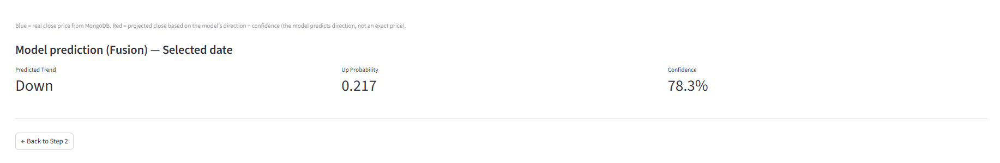 Blue = real close price from MongoDB. Red = projected close based on the model's direction + confidence (the model predicts direction, not an exact price).
Model prediction (Fusion) — Selected date
Predicted Trend
Up Probability
Confidence
Down
0.217
78.3%
← Back to Step 2